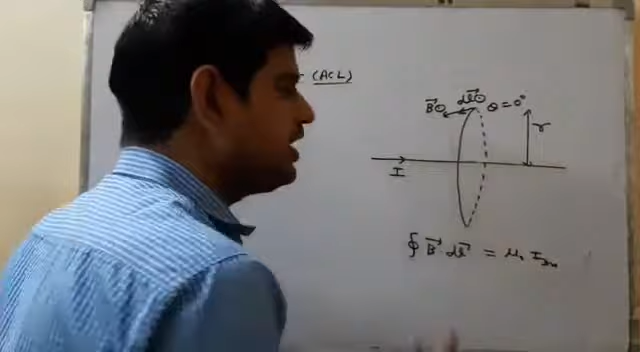 (ACL)
B⃗⊙ dl⃗⊙ θ = 0°
r
I
∮ B⃗ · dl⃗ = μ₀ I